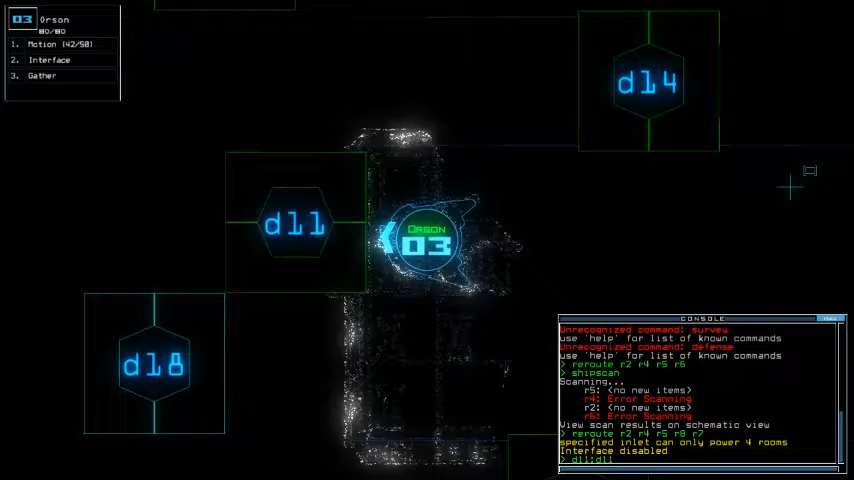 03 Orson
80/80
1. Motion (42/50)
2. Interface
3. Gather
d14
d11
ORSON
03
d18
CONSOLE
Unrecognized command: survey
use 'help' for list of known commands
Unrecognized command: defense
use 'help' for list of known commands
> reroute r2 r4 r5 r6
> shipscan
Scanning...
r5: <no new items>
r4: Error Scanning
r2: <no new items>
r6: Error Scanning
View scan results on schematic view
> reroute r2 r4 r5 r8 r7
specified inlet can only power 4 rooms
Interface disabled
> d11;d11